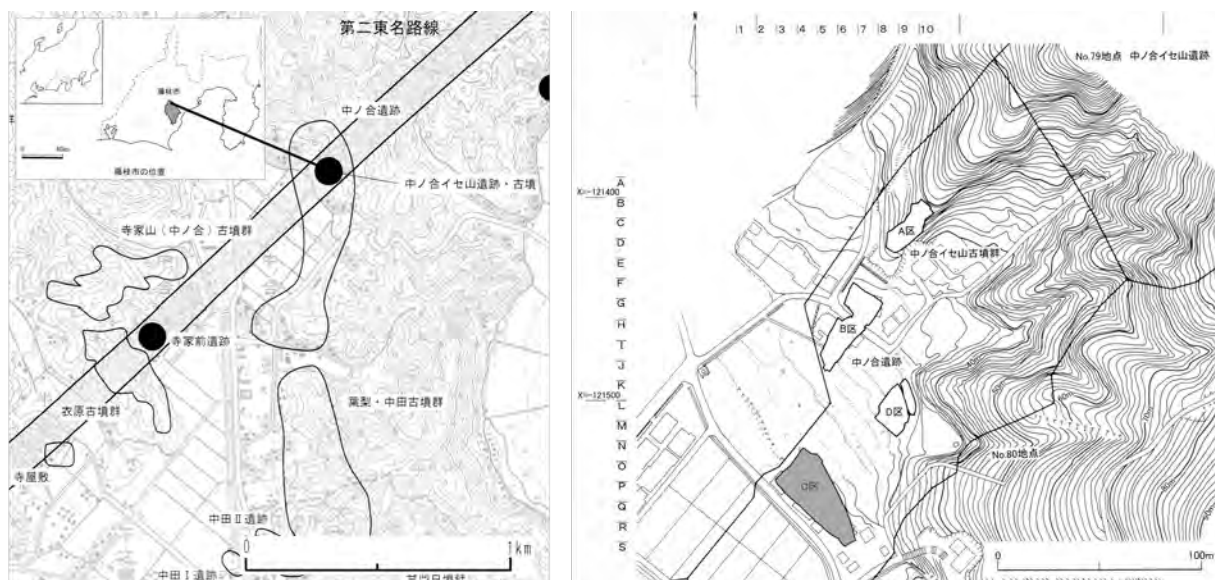 第二東名路線
藤枝市
0
藤枝市の位置
中ノ合遺跡
中ノ合イセ山遺跡・古墳
寺家山（中ノ合）古墳群
寺家前遺跡
衣原古墳群
葉梨・中田古墳群
寺屋敷
中田Ⅱ遺跡
中田Ⅰ遺跡
0
1km
N
1 2 3 4 5 6 7 8 9 10
No.79地点 中ノ合イセ山遺跡
X=-121400
A
B
C
D
E
F
G
H
I
J
K
X=-121500
L
M
N
O
P
Q
R
S
A区
中ノ合イセ山古墳群
B区
中ノ合遺跡
D区
No.80地点
C区
0
100m